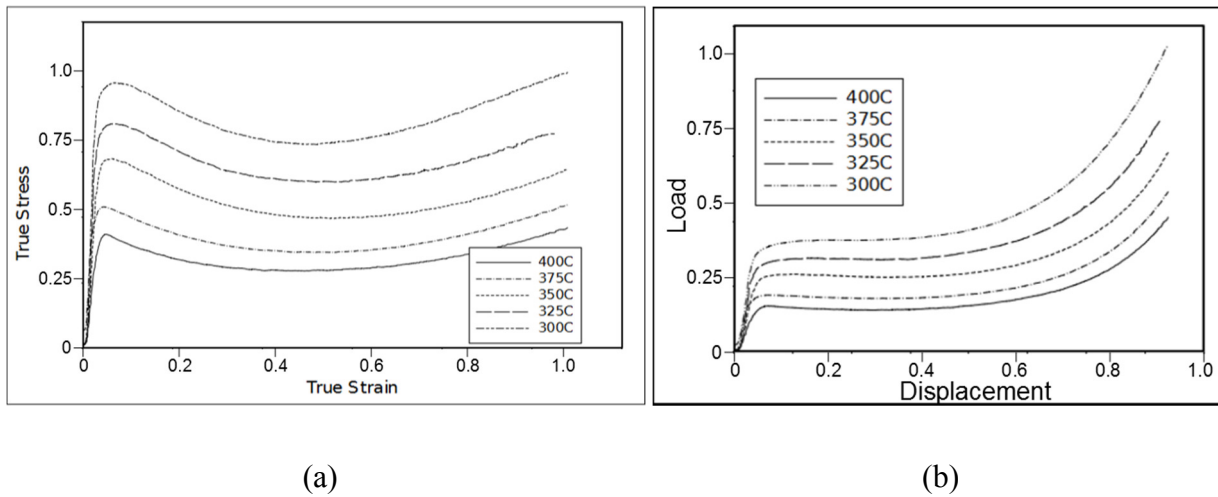 1.0
0.75
0.5
0.25
0
True Stress
0 0.2 0.4 0.6 0.8 1.0
True Strain
400C
375C
350C
325C
300C
(a)
1.0
0.75
0.50
0.25
0
Load
400C
375C
350C
325C
300C
0 0.2 0.4 0.6 0.8 1.0
Displacement
(b)